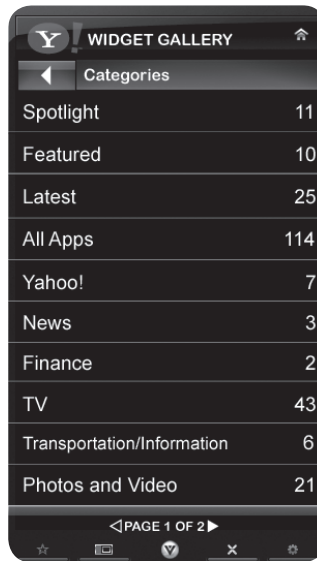 Y! WIDGET GALLERY
Categories
Spotlight 11
Featured 10
Latest 25
All Apps 114
Yahoo! 7
News 3
Finance 2
TV 43
Transportation/Information 6
Photos and Video 21
PAGE 1 OF 2